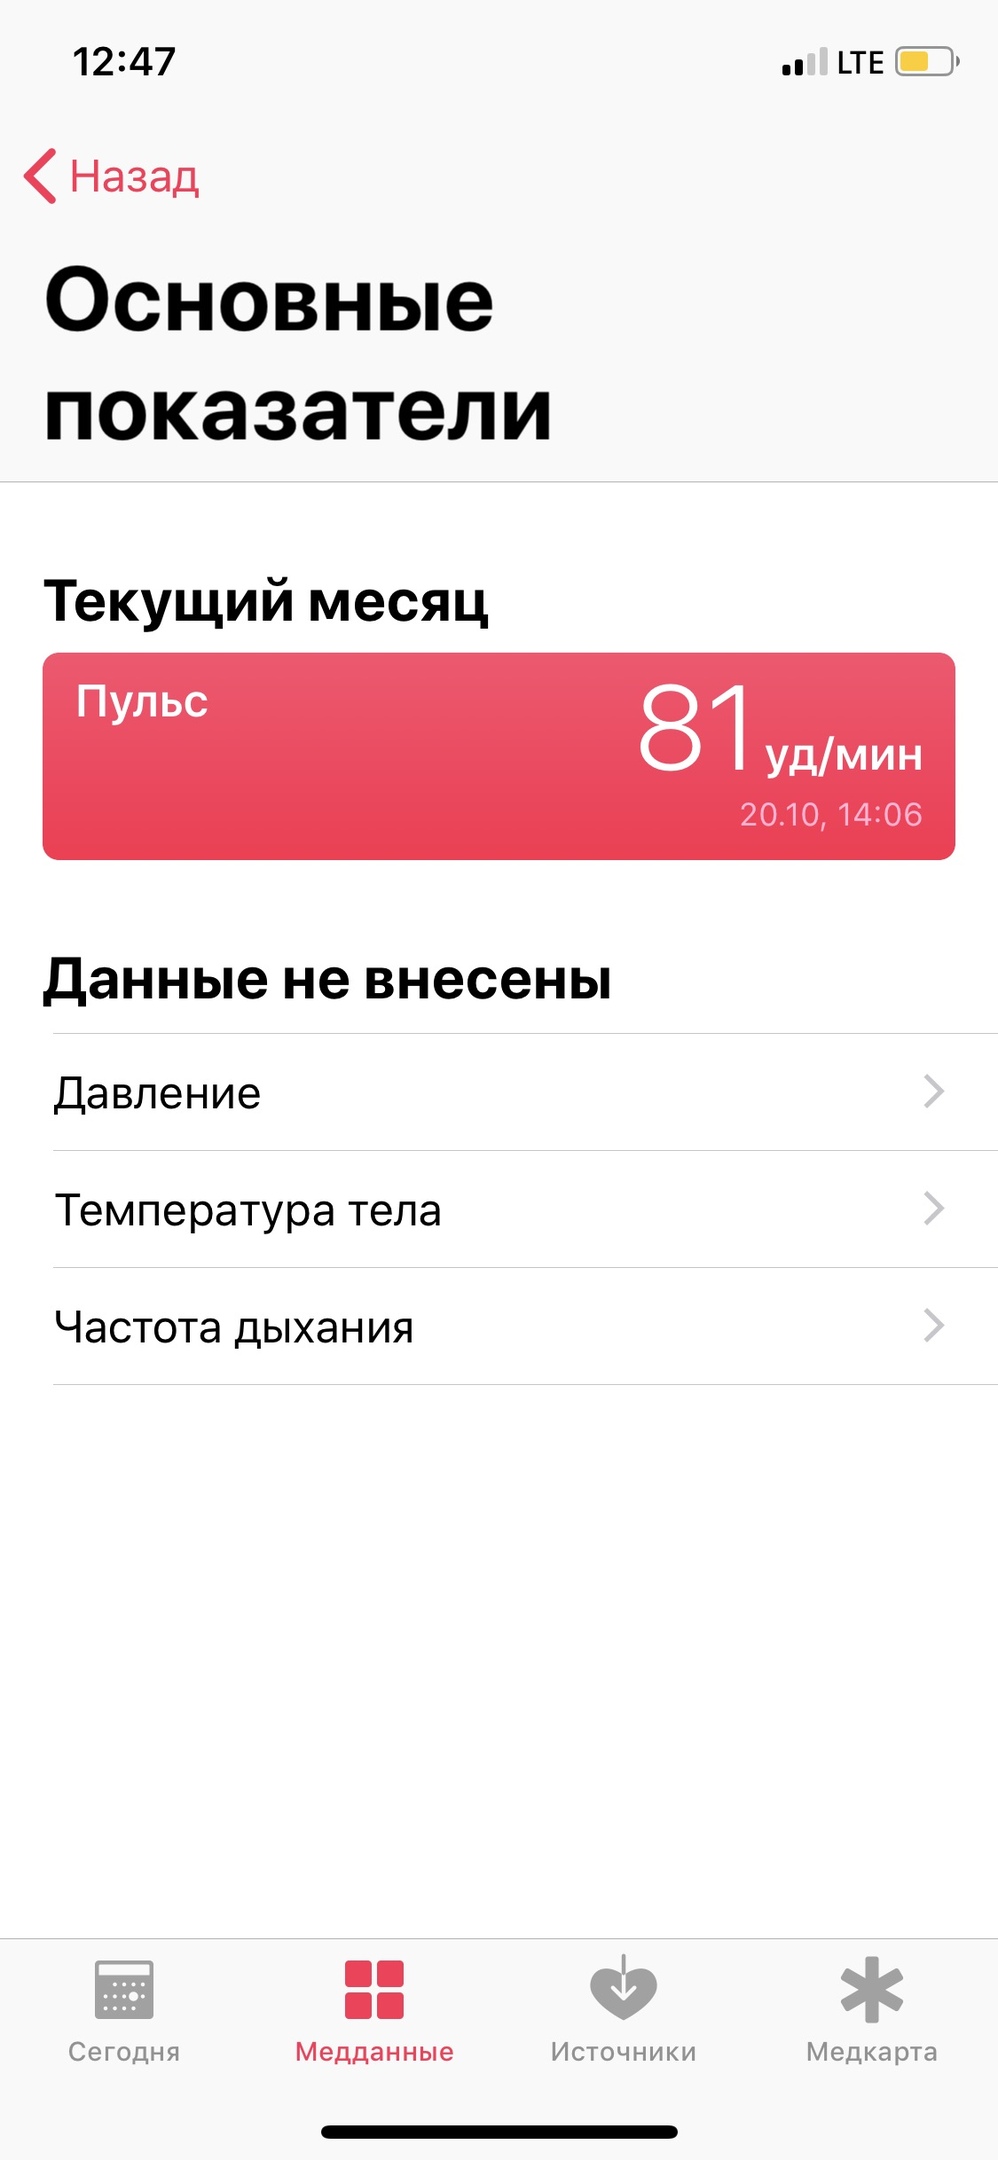 12:47
LTE
Назад
Основные
показатели
Текущий месяц
Пульс
81 уд/мин
20.10, 14:06
Данные не внесены
Давление
Температура тела
Частота дыхания
Сегодня
Медданные
Источники
Медкарта